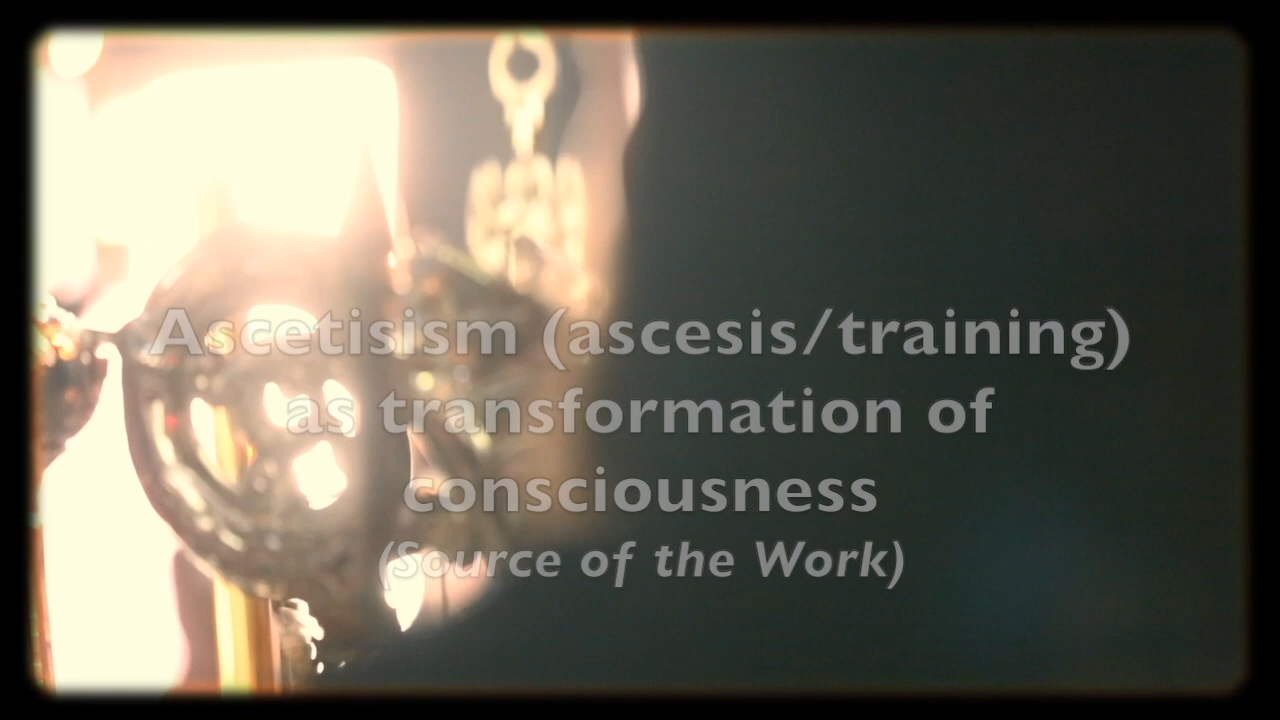 Ascetisism (ascesis/training)
as transformation of
consciousness
(Source of the Work)